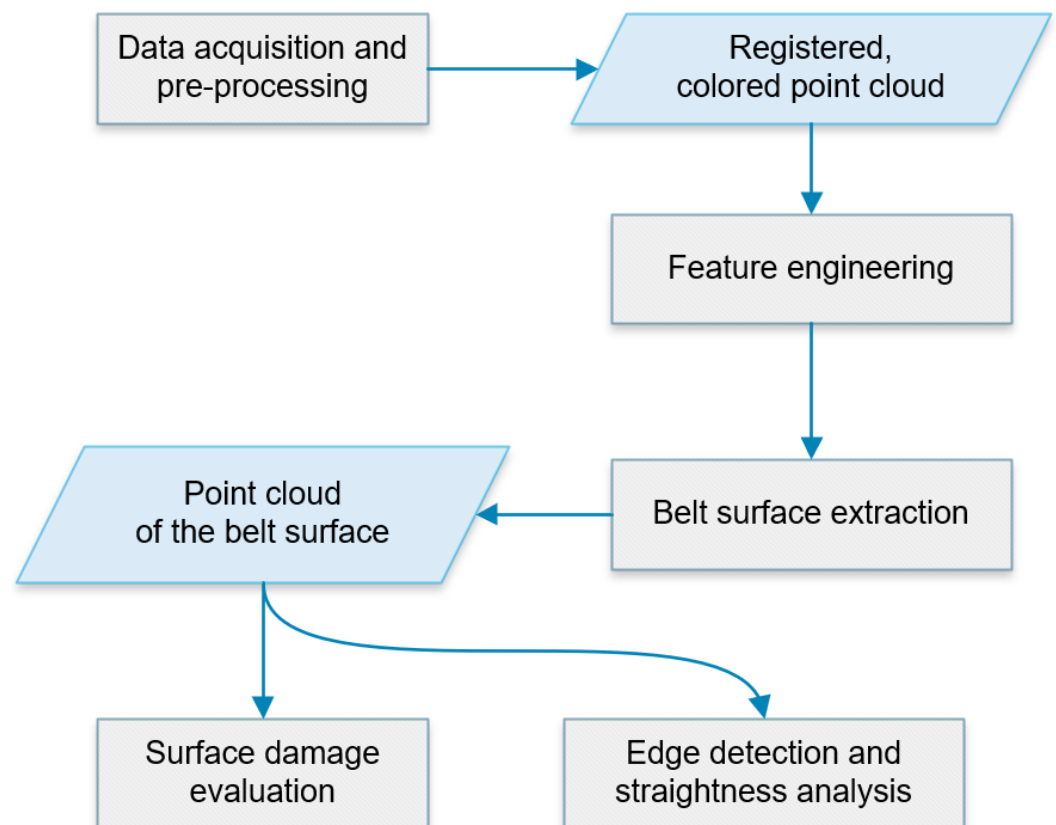 Data acquisition and
pre-processing
Registered,
colored point cloud
Feature engineering
Belt surface extraction
Point cloud
of the belt surface
Surface damage
evaluation
Edge detection and
straightness analysis